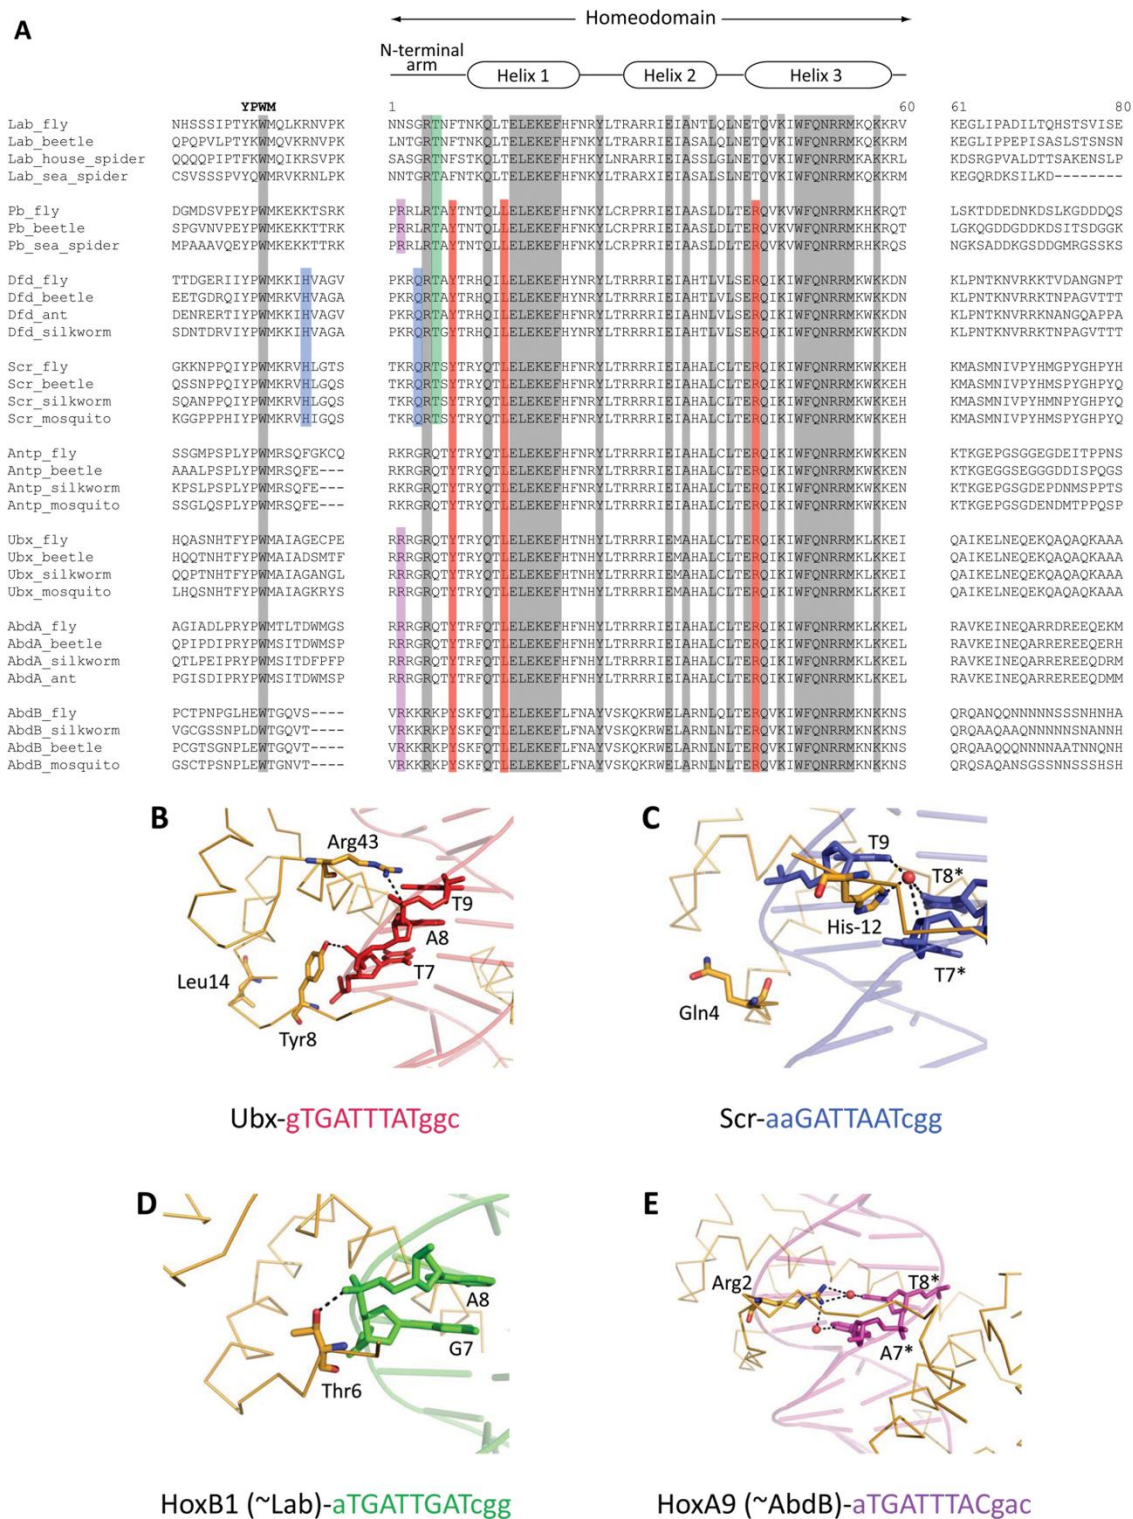 A
Homeodomain
N-terminal
arm
Helix 1 Helix 2 Helix 3
YPWM 1 60 61 80
Lab_fly NHSSSIPTYKWMQLKRNVPK NNSGRTNFTNKQLTELEKEFHFNRYLTRARRIEIANTLQLNETQVKIWFQNRRMKQKKRV KEGLIPADILTQHSTSVISE
Lab_beetle QPQPVLPTYKWMQVKRNVPK LNTGRTNFTNKQLTELEKEFHFNKYLTRARRIEIASALQLNETQVKIWFQNRRMKQKKRM KEGLIPPEPISASLSTNSNN
Lab_house_spider QQQQPIPTFKWMQIKRSVPK SASGRTNFSTKQLTELEKEFHYNKYLNRARRIEISSLLGLNETQVKIWFQNRRMKQAKRL KDSRGPVALDTTSAKENSLP
Lab_sea_spider CSVSSSPVYQWMRVKRNLPK NNTGRTAFTNKQLTELEKEFHFNKYLTRARXIEIATSLSLNETQVKIWFQNRRMKQKKRM KEGQRDKSILKD--------
Pb_fly DGMDSVPEYPWMKEKKTSRK PRRLRTAYTNTQLLELEKEFHFNKYLCRPRRIEIAASLDLTERQVKVWFQNRRMKHKRQT LSKTDDEDNKDSLKGDDDQS
Pb_beetle SPGVNVPEYPWMKEKKTTRK PRRLRTAYTNTQLLELEKEFHFNKYLCRPRRIEIAASLDLTERQVKVWFQNRRMKHKRQT LGKQGDDGDDKDSITSDGGK
Pb_sea_spider MPAAAVQEYPWMKEKKTTRK PRRLRTAYTNTQLLELEKEFHFNKYLCRPRRIEIAASLDLTERQVKVWFQNRRMKHKRQS NGKSADDKGSDDGMRGSSKS
Dfd_fly TTDGERIIYPWMKKIHVAGV PKRQRTAYTRHQILELEKEFHYNRYLTRRRRIEIAHTLVLSERQIKIWFQNRRMKWKKDN KLPNTKNVRKKTVDANGNPT
Dfd_beetle EETGDRQIYPWMKKVHVAGA PKRQRTAYTRHQILELEKEFHYNRYLTRRRRIEIAHTLVLSERQIKIWFQNRRMKWKKDN KLPNTKNVRRKTNPAGVTTT
Dfd_ant DENRERTIYPWMKKIHVAGV PKRQRTAYTRHQILELEKEFHYNRYLTRRRRIEIAHTLVLSERQIKIWFQNRRMKWKKDN KLPNTKNVRRKNANGQAPPA
Dfd_silkworm SDNTDRVIYPWMKKIHVAGA PKRQRTGYTRHQILELEKEFHYNRYLTRRRRIEIAHTLVLSERQIKIWFQNRRMKWKKDN KLPNTKNVRRKTNPAGVTTT
Scr_fly GKKNPPQIYPWMKRVHLGTS TKRQRTSYTRYQTLELEKEFHFNRYLTRRRRIEIAHALCLTERQIKIWFQNRRMKWKKEH KMASMNIVPYHMGPYGHPYH
Scr_beetle QSSNPPQIYPWMKRVHLGQS TKRQRTSYTRYQTLELEKEFHFNRYLTRRRRIEIAHALCLTERQIKIWFQNRRMKWKKEH KMASMNIVPYHMSPYGHPYQ
Scr_silkworm SQANPPQIYPWMKRVHLGQS TKRQRTSYTRYQTLELEKEFHFNRYLTRRRRIEIAHALCLTERQIKIWFQNRRMKWKKEH KMASMNIVPYHMSPYGHPYQ
Scr_mosquito KGGPPPHIYPWMKRVHIGQS TKRQRTSYTRYQTLELEKEFHFNRYLTRRRRIEIAHALCLTERQIKIWFQNRRMKWKKEH KMASMNIVPYHMNPYGHPYQ
Antp_fly SSGMPSPLYPWMRSQFGKCQ RKRGRQTYTRYQTLELEKEFHFNRYLTRRRRIEIAHALCLTERQIKIWFQNRRMKWKKEN KTKGEPGSGGEGDEITPPNS
Antp_beetle AAALPSPLYPWMRSQFE--- RKRGRQTYTRYQTLELEKEFHFNRYLTRRRRIEIAHALCLTERQIKIWFQNRRMKWKKEN KTKGEGGSEGGGDDISPQGS
Antp_silkworm KPSLPSPLYPWMRSQFE--- RKRGRQTYTRYQTLELEKEFHFNRYLTRRRRIEIAHALCLTERQIKIWFQNRRMKWKKEN KTKGEPGSGDEPDNMSPPTS
Antp_mosquito SSGLQSPLYPWMRSQFE--- RKRGRQTYTRYQTLELEKEFHFNRYLTRRRRIEIAHALCLTERQIKIWFQNRRMKWKKEN KTKGEPGSGDENDMTPPQSP
Ubx_fly HQASNHTFYPWMAIAGECPE RRRGRQTYTRYQTLELEKEFHTNHYLTRRRRIEMAHALCLTERQIKIWFQNRRMKLKKEI QAIKELNEQEKQAQAQKAAA
Ubx_beetle HQQTNHTFYPWMAIADSMTF RRRGRQTYTRYQTLELEKEFHTNHYLTRRRRIEMAHALCLTERQIKIWFQNRRMKLKKEI QAIKELNEQEKQAQAQKAAA
Ubx_silkworm QQPTNHTFYPWMAIAGANGL RRRGRQTYTRYQTLELEKEFHTNHYLTRRRRIEMAHALCLTERQIKIWFQNRRMKLKKEI QAIKELNEQEKQAQAQKAAA
Ubx_mosquito LHQSNHTFYPWMAIAGKRYS RRRGRQTYTRYQTLELEKEFHTNHYLTRRRRIEMAHALCLTERQIKIWFQNRRMKLKKEI QAIKELNEQEKQAQAQKAAA
AbdA_fly AGIADLPRYPWMTLTDWMGS RRRGRQTYTRFQTLELEKEFHFNHYLTRRRRIEIAHALCLTERQIKIWFQNRRMKLKKEL RAVKEINEQARRDREEQEKM
AbdA_beetle QPIPDIPRYPWMSITDWMSP RRRGRQTYTRFQTLELEKEFHFNHYLTRRRRIEIAHALCLTERQIKIWFQNRRMKLKKEL RAVKEINEQARREREEQERH
AbdA_silkworm QTLPEIPRYPWMSITDFPFP RRRGRQTYTRFQTLELEKEFHFNHYLTRRRRIEIAHALCLTERQIKIWFQNRRMKLKKEL RAVKEINEQARREREEQDRM
AbdA_ant PGISDIPRYPWMSITDWMSP RRRGRQTYTRFQTLELEKEFHFNHYLTRRRRIEIAHALCLTERQIKIWFQNRRMKLKKEL RAVKEINEQARREREEQDMM
AbdB_fly PCTPNPGLHEWTGQVS---- VRKKRKPYSKFQTLELEKEFLFNAYVSKQKRWELARNLQLTERQVKIWFQNRRMKNKKNS QRQANQQNNNNNSSSNHNHA
AbdB_silkworm VGCGSSNPLDWTGQVT---- VRKKRKPYSKFQTLELEKEFLFNAYVSKQKRWELARNLNLTERQVKIWFQNRRMKNKKNS QRQAAQAQNNNNNNSNANNH
AbdB_beetle PCGTSGNPLEWTGQVT---- VRKKRKPYSKFQTLELEKEFLFNAYVSKQKRWELARNLNLTERQVKIWFQNRRMKNKKNS QRQAAQQQNNNNAATNNQNH
AbdB_mosquito GSCTPSNPLEWTGNVT---- VRKKRKPYSKFQTLELEKEFLFNAYVSKQKRWELARNLNLTERQVKIWFQNRRMKNKKNS QRQSAQANSGSSNNSSSHSH
B
Arg43
T9
A8
T7
Leu14
Tyr8
Ubx-gTGATTTATggc
C
T9
T8*
His-12
T7*
Gln4
Scr-aaGATTAATcgg
D
A8
G7
Thr6
HoxB1 (~Lab)-aTGATTGATcgg
E
Arg2
T8*
A7*
HoxA9 (~AbdB)-aTGATTTACgac